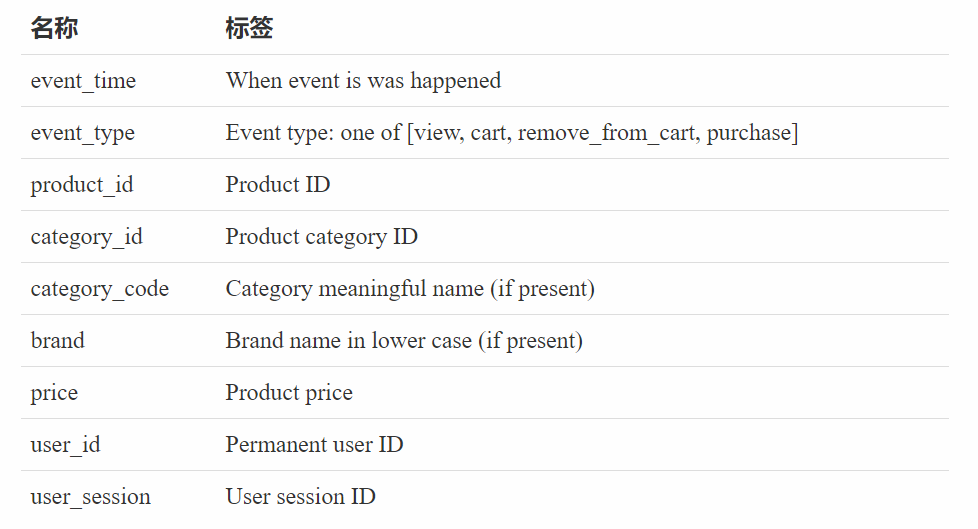 名称 标签
event_time When event is was happened
event_type Event type: one of [view, cart, remove_from_cart, purchase]
product_id Product ID
category_id Product category ID
category_code Category meaningful name (if present)
brand Brand name in lower case (if present)
price Product price
user_id Permanent user ID
user_session User session ID